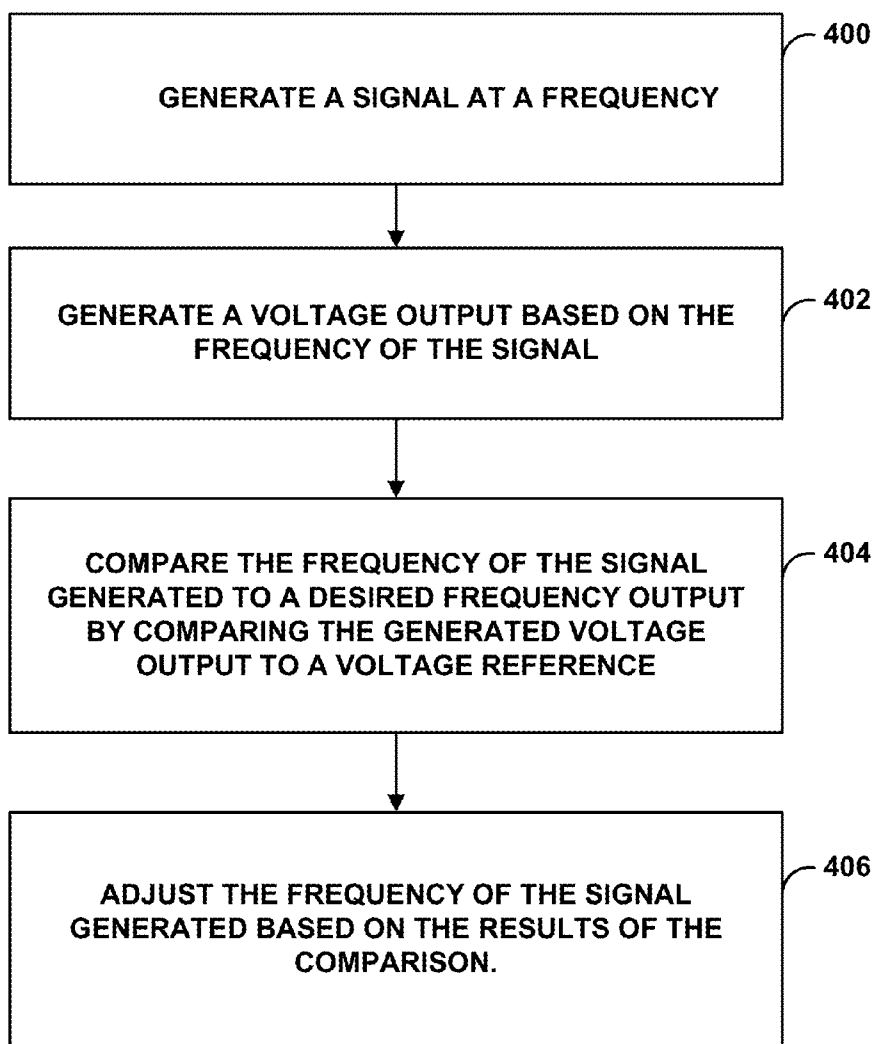 400
GENERATE A SIGNAL AT A FREQUENCY
402
GENERATE A VOLTAGE OUTPUT BASED ON THE
FREQUENCY OF THE SIGNAL
404
COMPARE THE FREQUENCY OF THE SIGNAL
GENERATED TO A DESIRED FREQUENCY OUTPUT
BY COMPARING THE GENERATED VOLTAGE
OUTPUT TO A VOLTAGE REFERENCE
406
ADJUST THE FREQUENCY OF THE SIGNAL
GENERATED BASED ON THE RESULTS OF THE
COMPARISON.